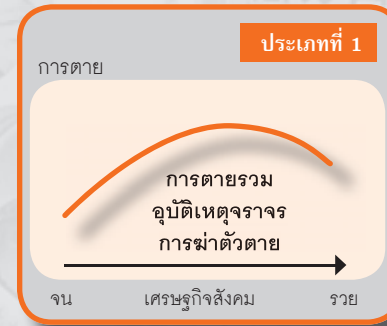 ประเภทที่ 1
การตาย
การตายรวม
อุบัติเหตุจราจร
การฆ่าตัวตาย
จน เศรษฐกิจสังคม รวย